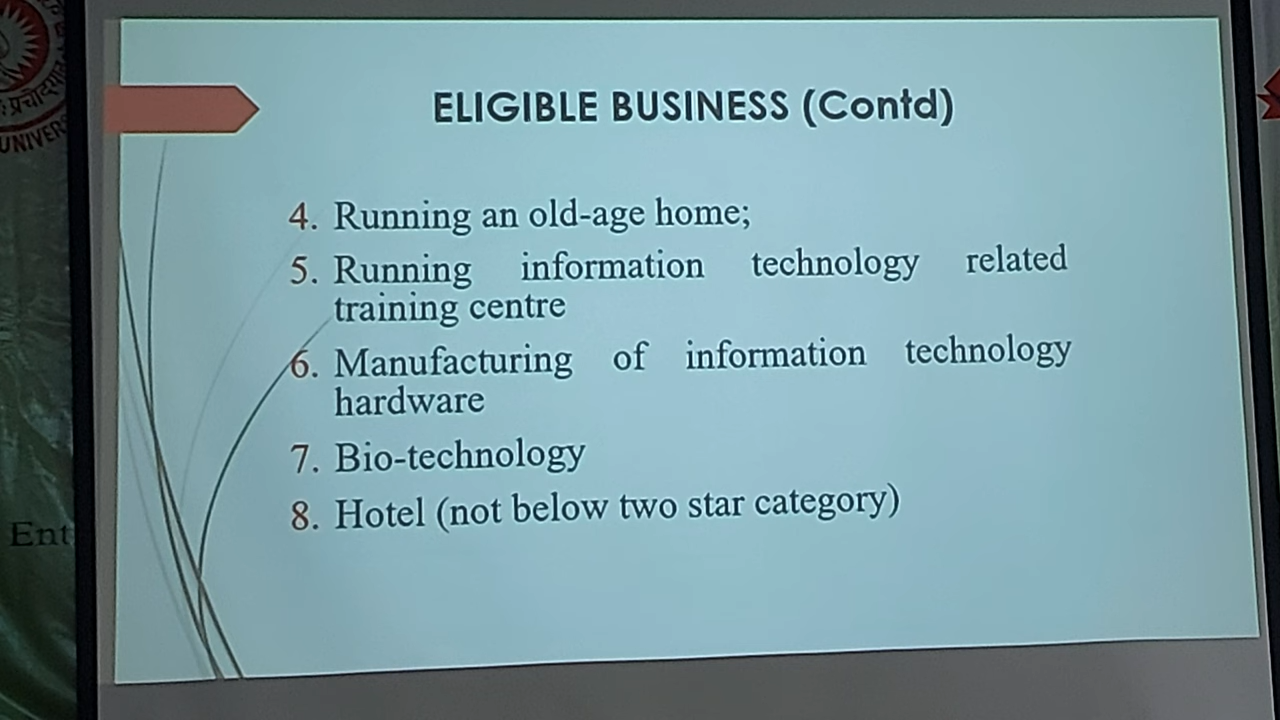 ELIGIBLE BUSINESS (Contd)
4. Running an old-age home;
5. Running information technology related
training centre
6. Manufacturing of information technology
hardware
7. Bio-technology
8. Hotel (not below two star category)
Ent